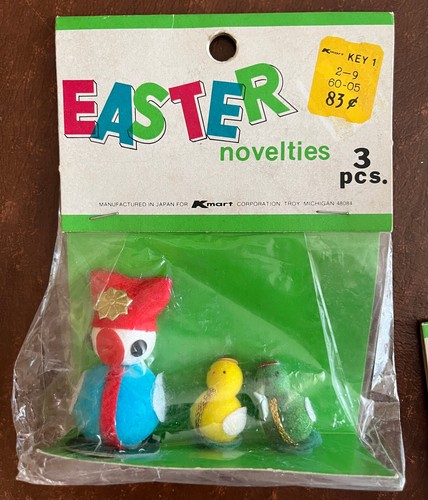 Kmart KEY 1
2-9
60-05
83¢
EASTER
novelties
3
pcs.
MANUFACTURED IN JAPAN FOR Kmart CORPORATION TROY, MICHIGAN 48084